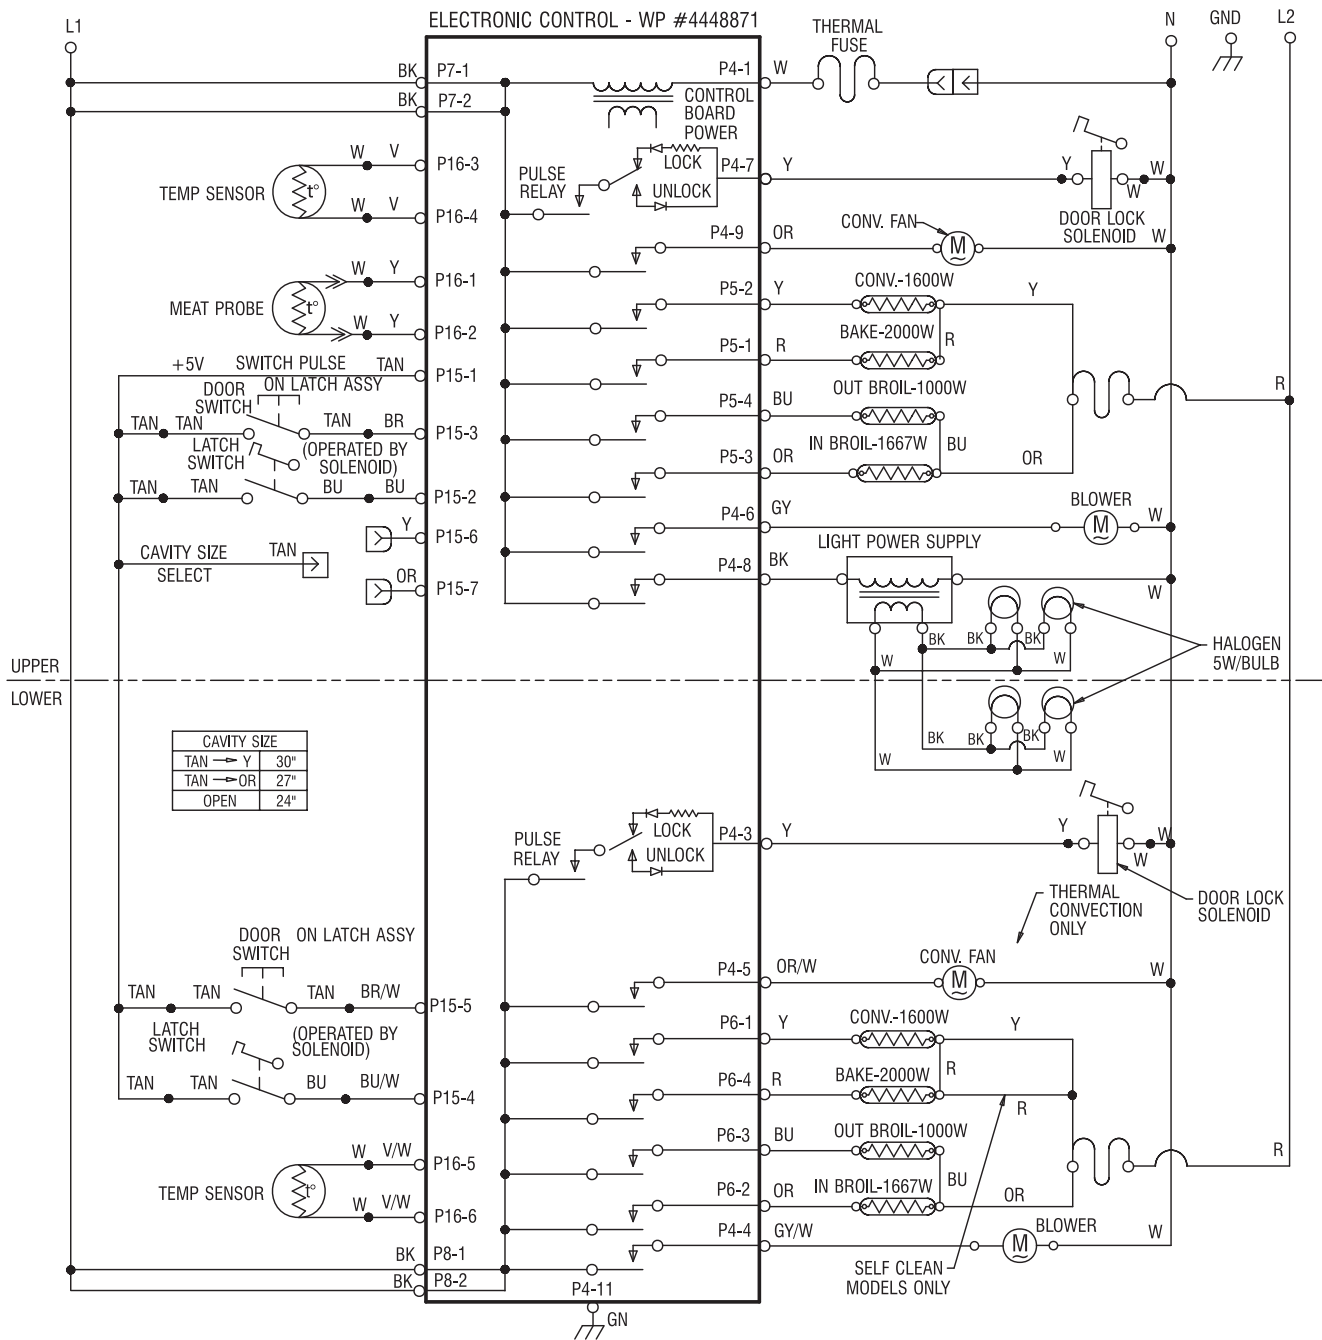 ELECTRONIC CONTROL - WP #4448871
L1
N
GND
L2
THERMAL
FUSE
BK
P7-1
P4-1
W
BK
P7-2
CONTROL
BOARD
POWER
W
V
P16-3
TEMP SENSOR
t°
W
V
P16-4
PULSE
RELAY
LOCK
UNLOCK
P4-7
Y
Y
W
W
DOOR LOCK
SOLENOID
P4-9
OR
CONV. FAN
M
~
W
W
Y
P16-1
MEAT PROBE
t°
W
Y
P16-2
P5-2
Y
CONV.-1600W
Y
BAKE-2000W
R
P5-1
R
+5V
SWITCH PULSE
TAN
P15-1
DOOR
SWITCH
ON LATCH ASSY
OUT BROIL-1000W
P5-4
BU
R
TAN
TAN
TAN
BR
P15-3
LATCH
SWITCH
(OPERATED BY
SOLENOID)
IN BROIL-1667W
BU
P5-3
OR
OR
TAN
TAN
BU
BU
P15-2
P4-6
GY
BLOWER
M
~
W
Y
P15-6
LIGHT POWER SUPPLY
CAVITY SIZE
SELECT
TAN
P4-8
BK
W
OR
P15-7
BK
BK
BK
W
W
HALOGEN
5W/BULB
UPPER
LOWER
BK
BK
BK
W
W
CAVITY SIZE
TAN → Y 30"
TAN → OR 27"
OPEN 24"
PULSE
RELAY
LOCK
UNLOCK
P4-3
Y
Y
W
W
DOOR LOCK
SOLENOID
THERMAL
CONVECTION
ONLY
DOOR
SWITCH
ON LATCH ASSY
P4-5
OR/W
CONV. FAN
M
~
W
TAN
TAN
TAN
BR/W
P15-5
LATCH
SWITCH
(OPERATED BY
SOLENOID)
P6-1
Y
CONV.-1600W
Y
BAKE-2000W
R
P6-4
R
R
TAN
TAN
BU
BU/W
P15-4
P6-3
BU
OUT BROIL-1000W
R
W
V/W
P16-5
TEMP SENSOR
t°
W
V/W
P16-6
P6-2
OR
IN BROIL-1667W
BU
OR
P4-4
GY/W
BLOWER
M
~
W
BK
P8-1
BK
P8-2
SELF CLEAN
MODELS ONLY
P4-11
GN